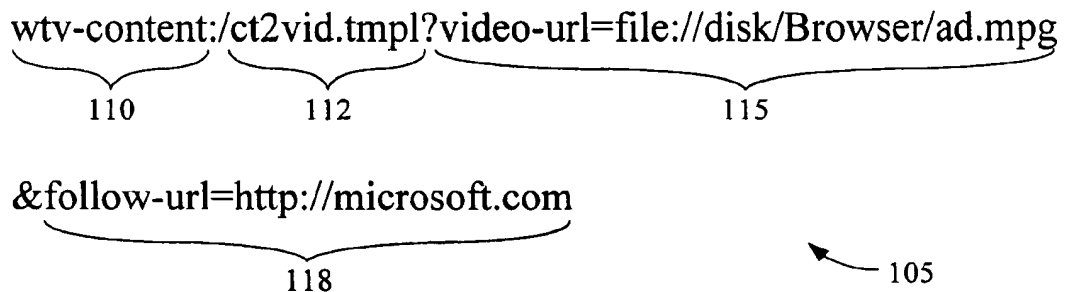 wtv-content:/ct2vid.tmpl?video-url=file://disk/Browser/ad.mpg
110 112 115
&follow-url=http://microsoft.com
118 105